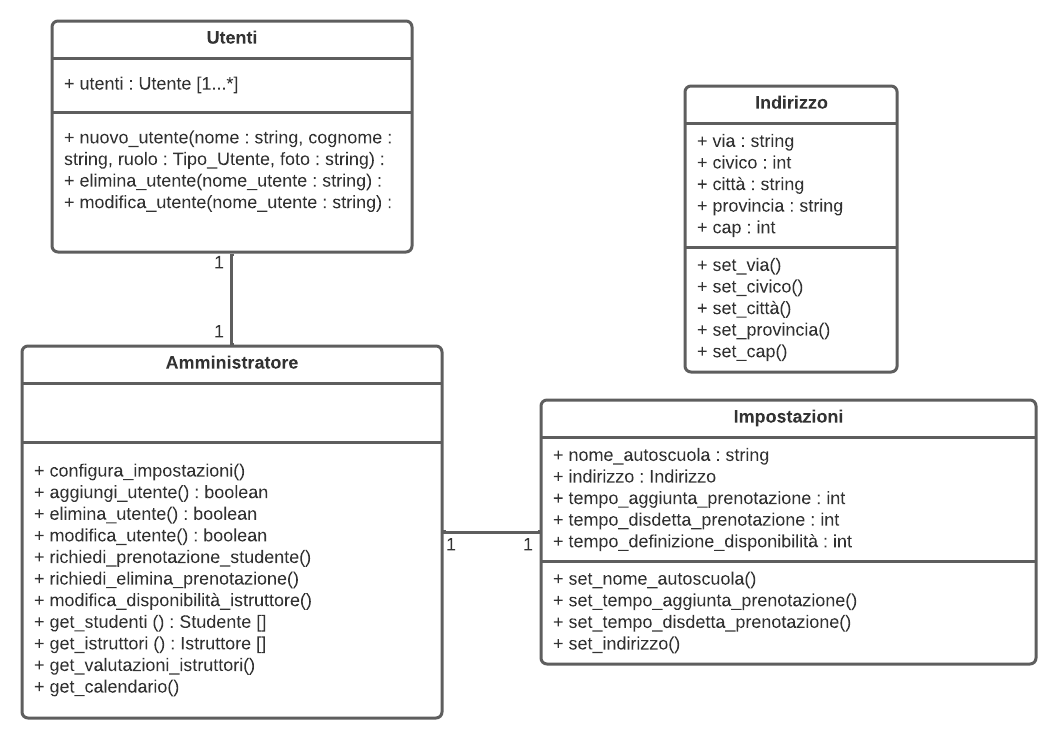 Utenti
+ utenti : Utente [1...*]
+ nuovo_utente(nome : string, cognome :
string, ruolo : Tipo_Utente, foto : string) :
+ elimina_utente(nome_utente : string) :
+ modifica_utente(nome_utente : string) :
1
1
Amministratore
+ configura_impostazioni()
+ aggiungi_utente() : boolean
+ elimina_utente() : boolean
+ modifica_utente() : boolean
+ richiedi_prenotazione_studente()
+ richiedi_elimina_prenotazione()
+ modifica_disponibilità_istruttore()
+ get_studenti () : Studente []
+ get_istruttori () : Istruttore []
+ get_valutazioni_istruttori()
+ get_calendario()
1
1
Indirizzo
+ via : string
+ civico : int
+ città : string
+ provincia : string
+ cap : int
+ set_via()
+ set_civico()
+ set_città()
+ set_provincia()
+ set_cap()
Impostazioni
+ nome_autoscuola : string
+ indirizzo : Indirizzo
+ tempo_aggiunta_prenotazione : int
+ tempo_disdetta_prenotazione : int
+ tempo_definizione_disponibilità : int
+ set_nome_autoscuola()
+ set_tempo_aggiunta_prenotazione()
+ set_tempo_disdetta_prenotazione()
+ set_indirizzo()